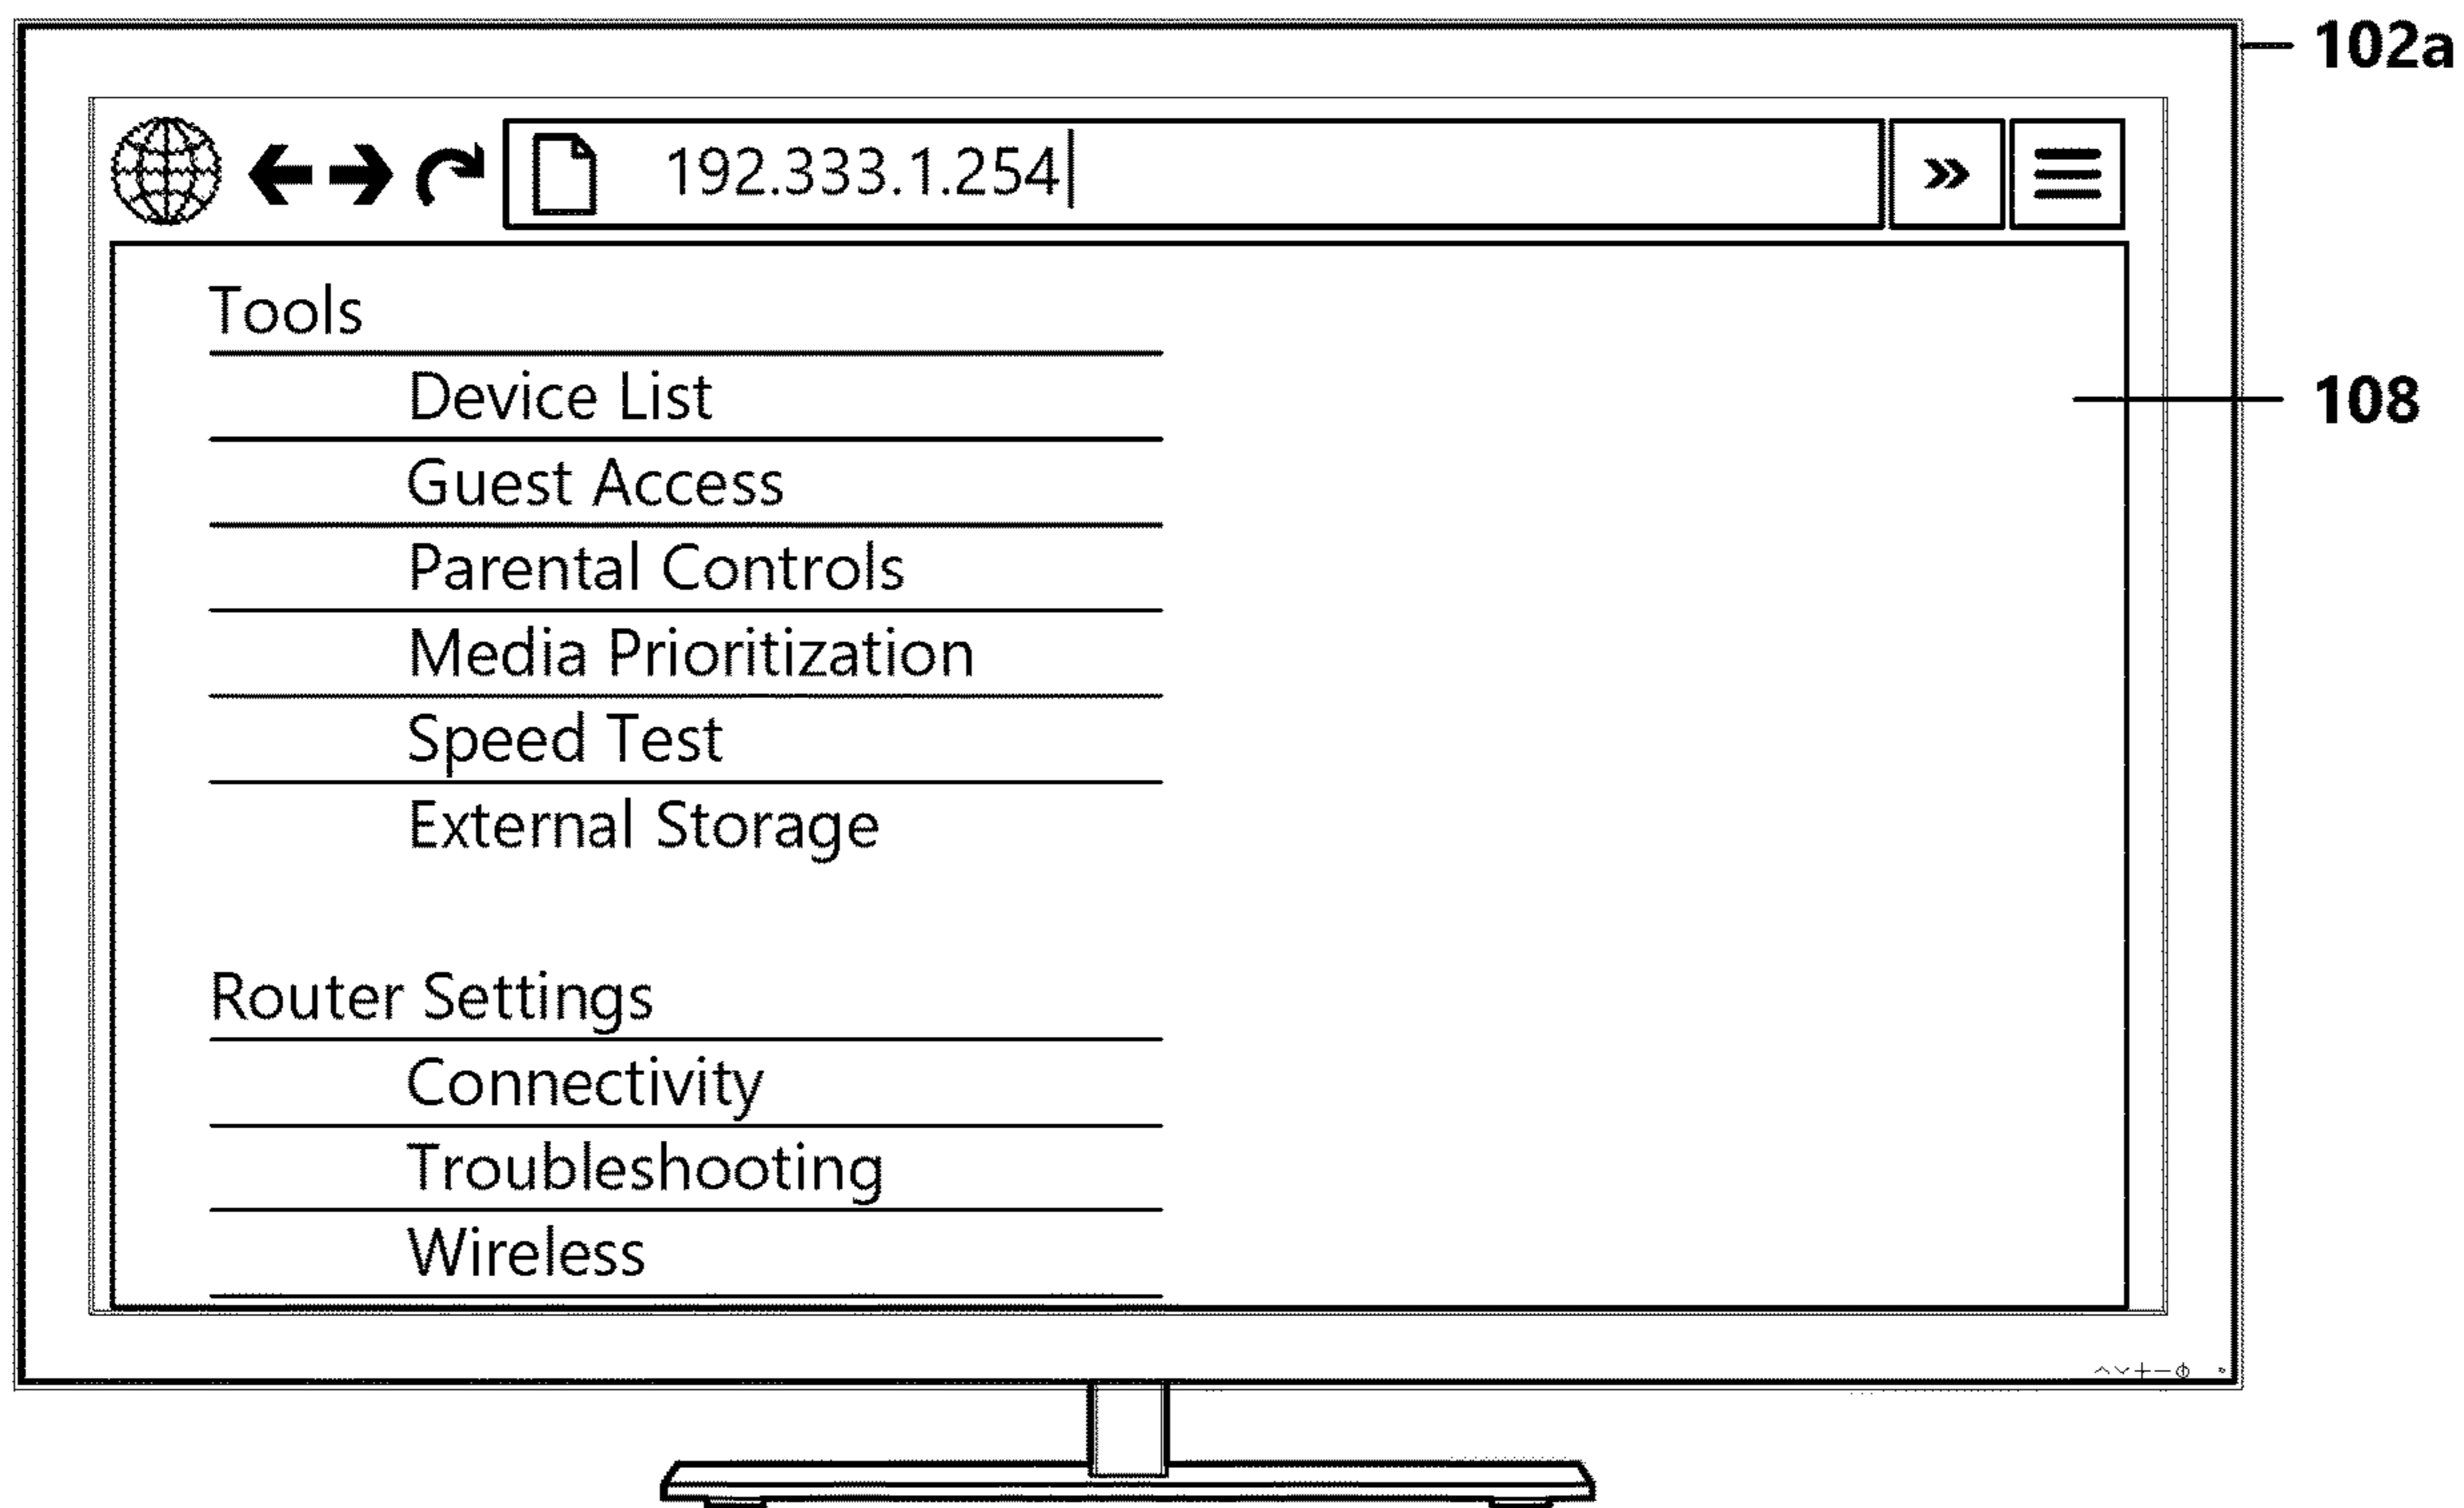 102a
192.333.1.254
»
Tools
Device List
108
Guest Access
Parental Controls
Media Prioritization
Speed Test
External Storage
Router Settings
Connectivity
Troubleshooting
Wireless